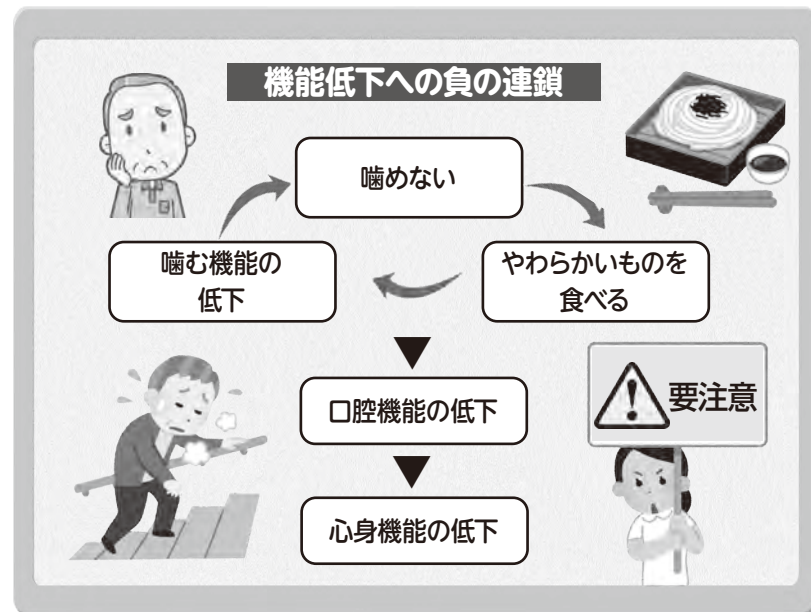 機能低下への負の連鎖
噛めない
噛む機能の
低下
やわらかいものを
食べる
口腔機能の低下
要注意
心身機能の低下